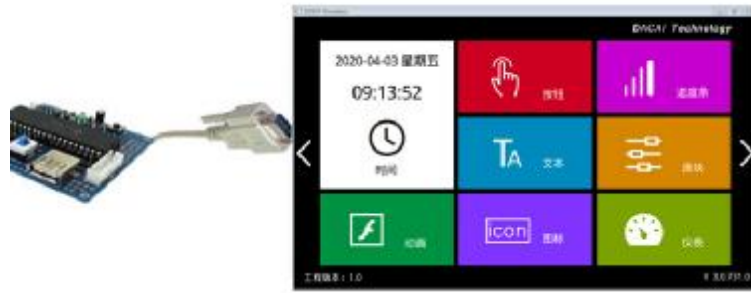 DACAI Technology
2020-04-03 星期五
09:13:52
时间
按钮
进度条
TA 文本
滑块
动画
icon 图标
仪表
工程版本：1.0